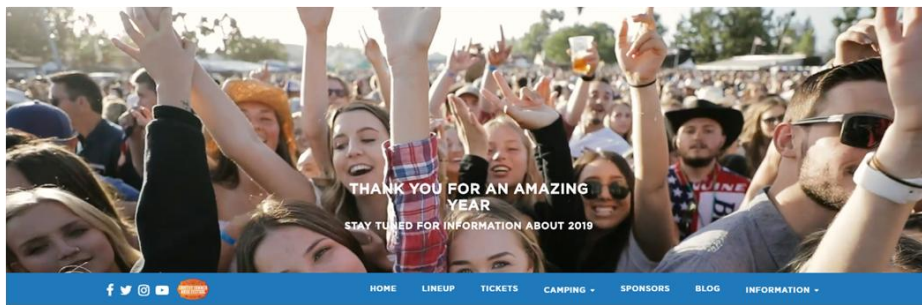 THANK YOU FOR AN AMAZING
YEAR
STAY TUNED FOR INFORMATION ABOUT 2019
HOME LINEUP TICKETS CAMPING SPONSORS BLOG INFORMATION